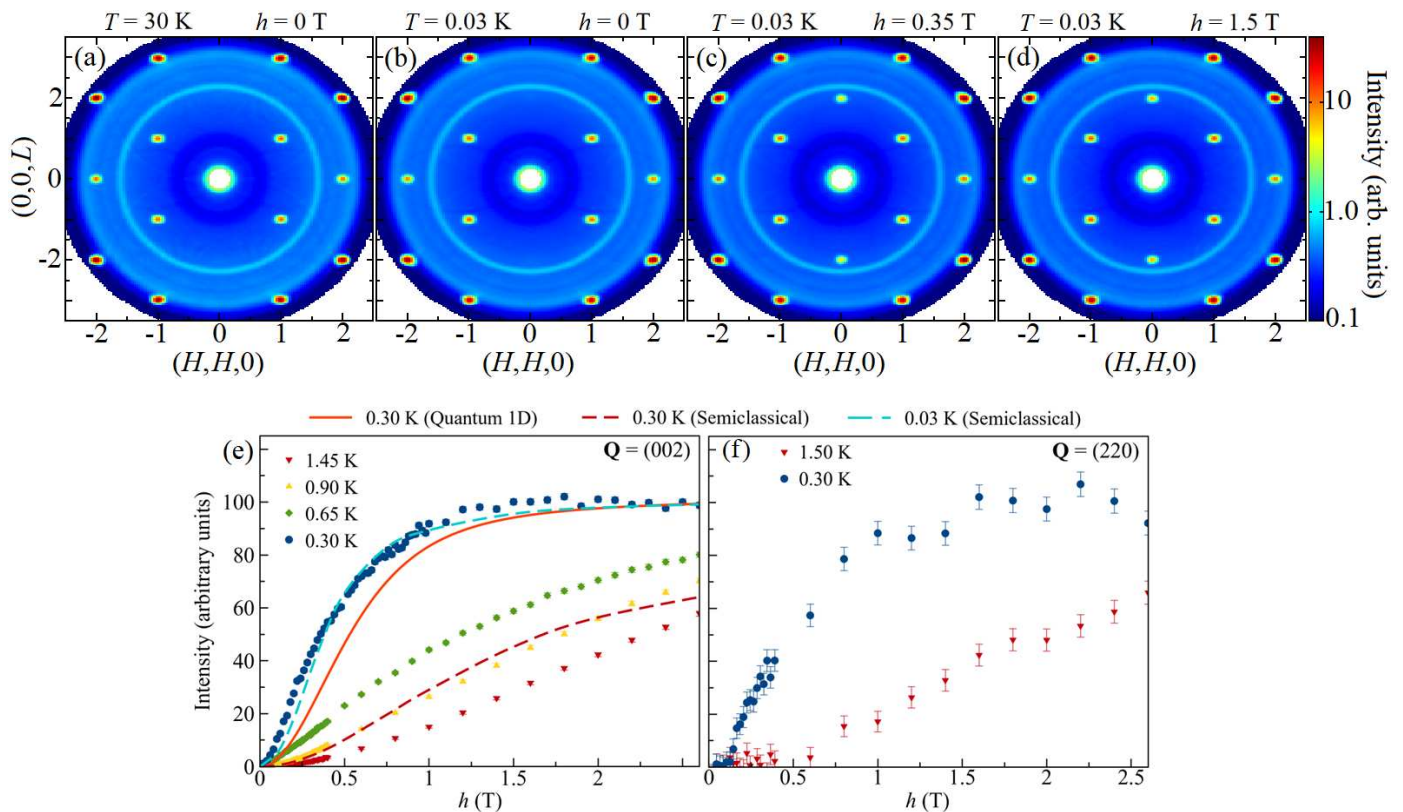 T = 30 K h = 0 T T = 0.03 K h = 0 T T = 0.03 K h = 0.35 T T = 0.03 K h = 1.5 T
(a) (b) (c) (d)
10
1.0
0.1
Intensity (arb. units)
2
0
-2
(0,0,L)
-2 -1 0 1 2 -2 -1 0 1 2 -2 -1 0 1 2 -2 -1 0 1 2
(H,H,0) (H,H,0) (H,H,0) (H,H,0)
0.30 K (Quantum 1D) 0.30 K (Semiclassical) 0.03 K (Semiclassical)
(e) Q = (002) (f) Q = (220)
1.45 K
0.90 K
0.65 K
0.30 K
1.50 K
0.30 K
Intensity (arbitrary units)
120
100
80
60
40
20
0
0 0.5 1 1.5 2 0 0.5 1 1.5 2 2.5
h (T) h (T)